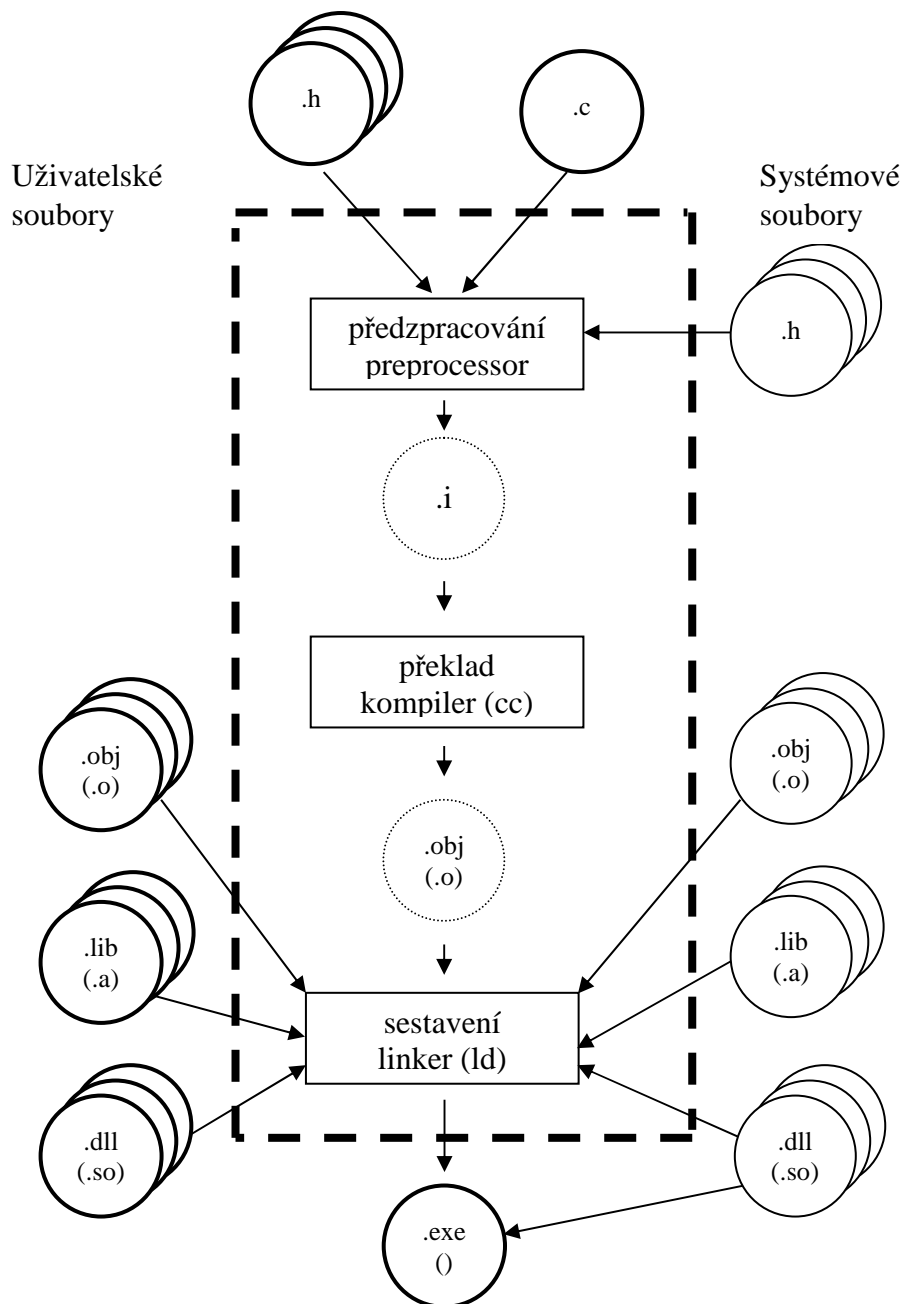 .h
.c
Uživatelské
soubory
Systémové
soubory
předzpracování
preprocessor
.h
.i
překlad
kompiler (cc)
.obj
(.o)
.obj
(.o)
.obj
(.o)
.lib
(.a)
.lib
(.a)
sestavení
linker (ld)
.dll
(.so)
.dll
(.so)
.exe
()